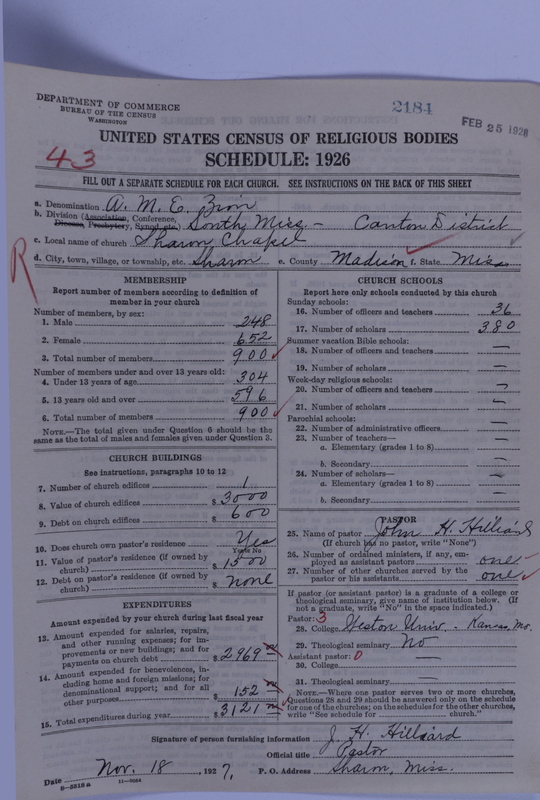 DEPARTMENT OF COMMERCE
BUREAU OF THE CENSUS
WASHINGTON
2184
FEB 25 1928
UNITED STATES CENSUS OF RELIGIOUS BODIES
SCHEDULE: 1926
43
FILL OUT A SEPARATE SCHEDULE FOR EACH CHURCH. SEE INSTRUCTIONS ON THE BACK OF THIS SHEET
R
a. Denomination A. M. E. Zion
b. Division (Association, Conference, Diocese, Presbytery, Synod, etc.) South Miss. - Canton District
c. Local name of church Sharon Chapel
d. City, town, village, or township, etc. Sharon e. County Madison f. State Miss
MEMBERSHIP
Report number of members according to definition of
member in your church
Number of members, by sex:
1. Male 248
2. Female 652
3. Total number of members 900
Number of members under and over 13 years old:
4. Under 13 years of age 304
5. 13 years old and over 596
6. Total number of members 900
NOTE.—The total given under Question 6 should be the
same as the total of males and females given under Question 3.
CHURCH BUILDINGS
See instructions, paragraphs 10 to 12
7. Number of church edifices 1
8. Value of church edifices $ 3000
9. Debt on church edifices $ 600
10. Does church own pastor's residence Yes
Yes or No
11. Value of pastor's residence (if owned by
church) $ 1500
12. Debt on pastor's residence (if owned by
church) $ none
EXPENDITURES
Amount expended by your church during last fiscal year
13. Amount expended for salaries, repairs,
and other running expenses; for im-
provements or new buildings; and for
payments on church debt $ 2969
14. Amount expended for benevolences, in-
cluding home and foreign missions; for
denominational support; and for all
other purposes $ 152
15. Total expenditures during year $ 3121
CHURCH SCHOOLS
Report here only schools conducted by this church
Sunday schools:
16. Number of officers and teachers 36
17. Number of scholars 380
Summer vacation Bible schools:
18. Number of officers and teachers —
19. Number of scholars —
Week-day religious schools:
20. Number of officers and teachers —
21. Number of scholars —
Parochial schools:
22. Number of administrative officers —
23. Number of teachers—
a. Elementary (grades 1 to 8) —
b. Secondary —
24. Number of scholars—
a. Elementary (grades 1 to 8) —
b. Secondary —
PASTOR
25. Name of pastor John H. Hilliard
(If church has no pastor, write "None")
26. Number of ordained ministers, if any, em-
ployed as assistant pastors one
27. Number of other churches served by the
pastor or his assistants one
If pastor (or assistant pastor) is a graduate of a college or
theological seminary, give name of institution below. (If
not a graduate, write "No" in the space indicated.)
Pastor: 3
28. College Weston Univ. - Kansas, Mo.
29. Theological seminary No
Assistant pastor: 0
30. College —
31. Theological seminary —
NOTE.—Where one pastor serves two or more churches,
Questions 28 and 29 should be answered only on the schedule
for one of the churches; on the schedules for the other churches,
write "See schedule for church."
Signature of person furnishing information J. H. Hilliard
Official title Pastor
Date Nov. 18, 1927. P. O. Address Sharon, Miss.